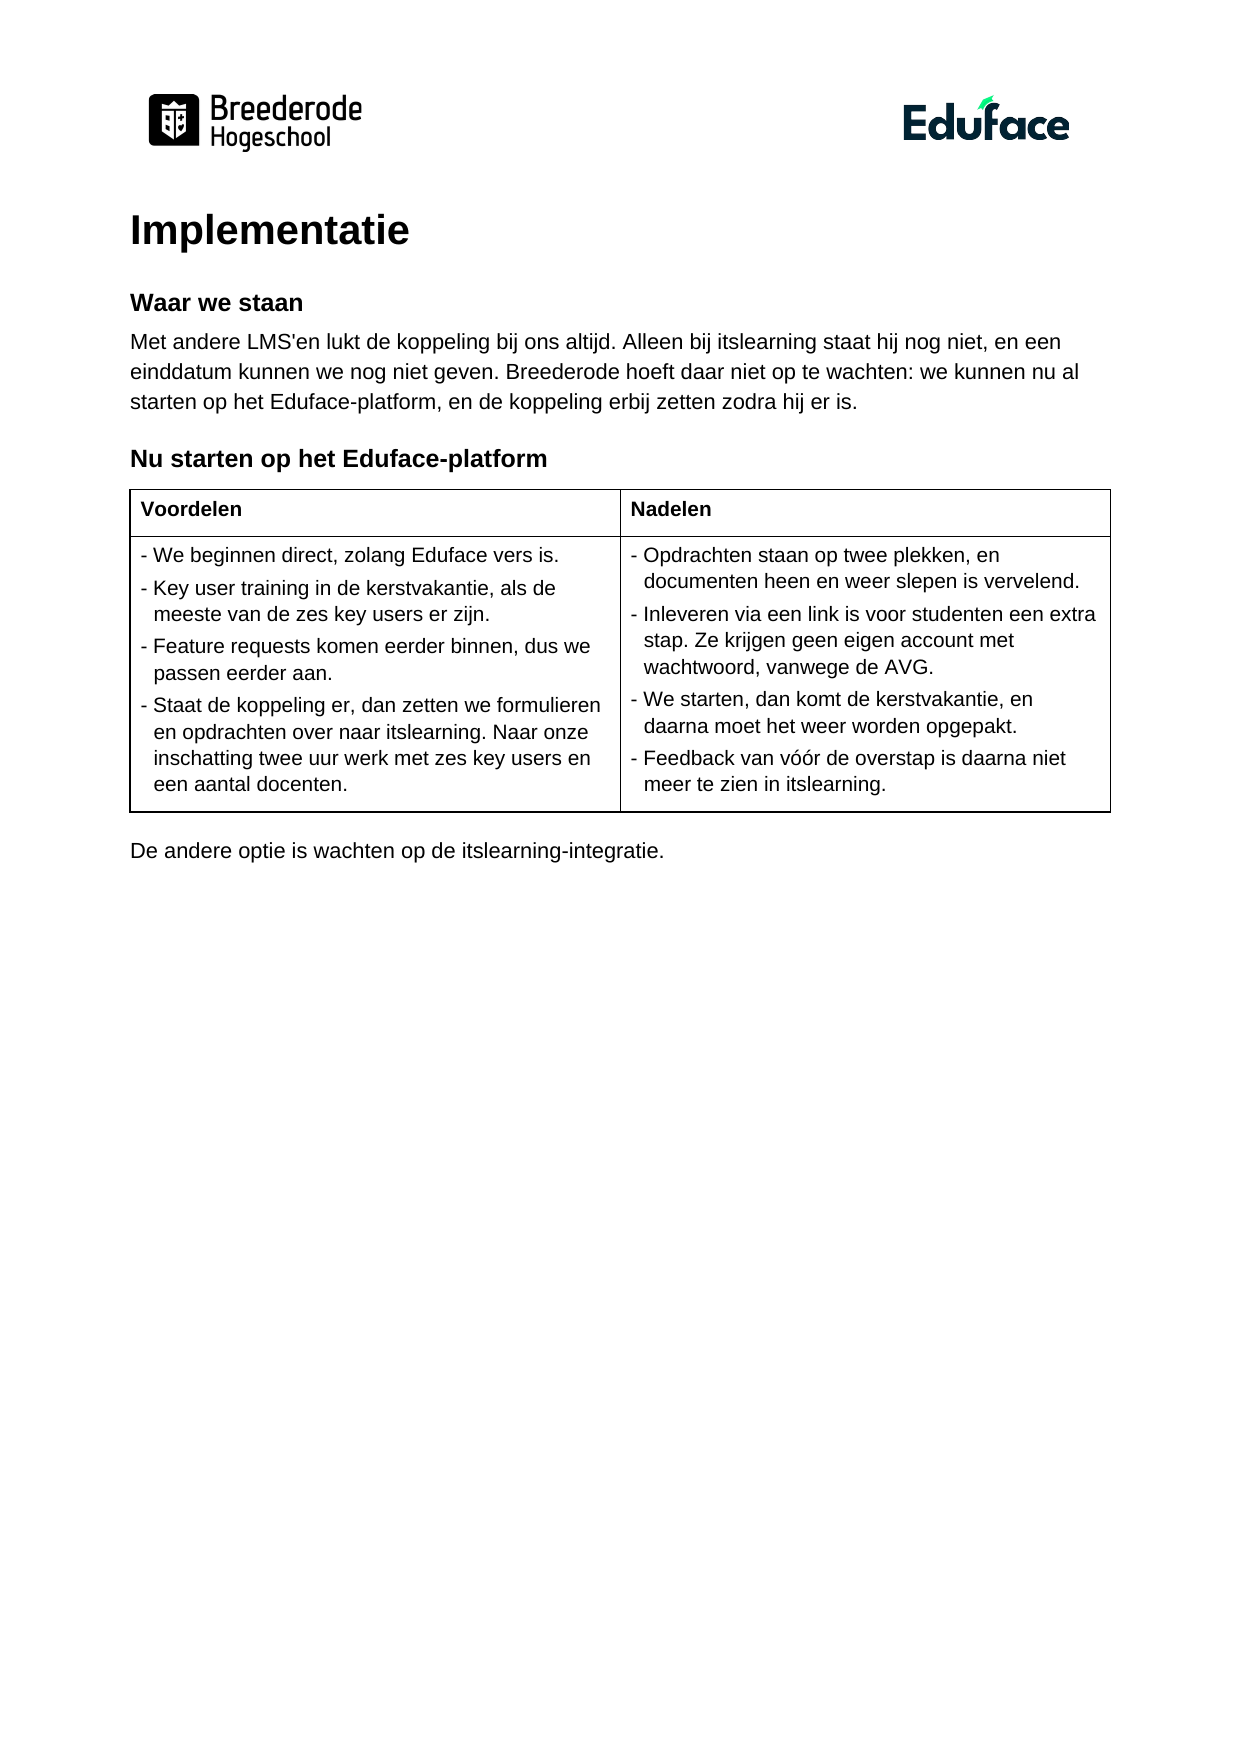 Breederode
Hogeschool
Eduface
Implementatie
Waar we staan
Met andere LMS'en lukt de koppeling bij ons altijd. Alleen bij itslearning staat hij nog niet, en een
einddatum kunnen we nog niet geven. Breederode hoeft daar niet op te wachten: we kunnen nu al
starten op het Eduface-platform, en de koppeling erbij zetten zodra hij er is.
Nu starten op het Eduface-platform
Voordelen
- We beginnen direct, zolang Eduface vers is.
- Key user training in de kerstvakantie, als de
meeste van de zes key users er zijn.
- Feature requests komen eerder binnen, dus we
passen eerder aan.
- Staat de koppeling er, dan zetten we formulieren
en opdrachten over naar itslearning. Naar onze
inschatting twee uur werk met zes key users en
een aantal docenten.
Nadelen
- Opdrachten staan op twee plekken, en
documenten heen en weer slepen is vervelend.
- Inleveren via een link is voor studenten een extra
stap. Ze krijgen geen eigen account met
wachtwoord, vanwege de AVG.
- We starten, dan komt de kerstvakantie, en
daarna moet het weer worden opgepakt.
- Feedback van vóór de overstap is daarna niet
meer te zien in itslearning.
De andere optie is wachten op de itslearning-integratie.